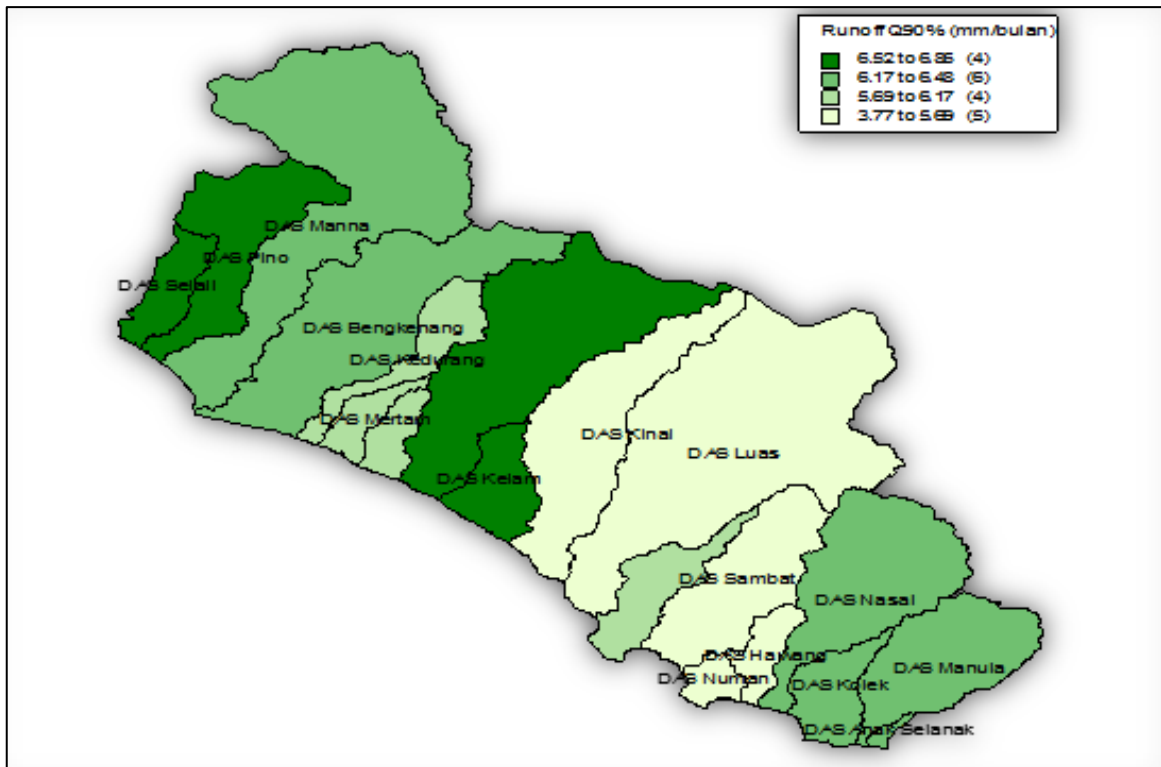 Runoff Q90% (mm/bulan)
6.52 to 6.86 (4)
6.17 to 6.48 (6)
5.69 to 6.17 (4)
3.77 to 5.69 (5)
DAS Manna
DAS Pino
DAS Selali
DAS Bengkenang
DAS Kedurang
DAS Mertam
DAS Kinal
DAS Luas
DAS Kelam
DAS Sambat
DAS Nasal
DAS Hawang
DAS Manula
DAS Numan
DAS Kolek
DAS Anak Selanak